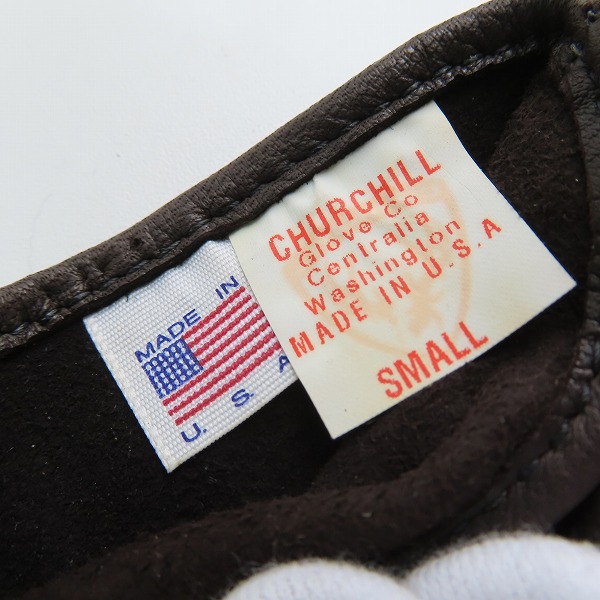 CHURCHILL
Glove Co
Centralia
Washington
MADE IN U.S.A
SMALL
MADE IN
U.S.A